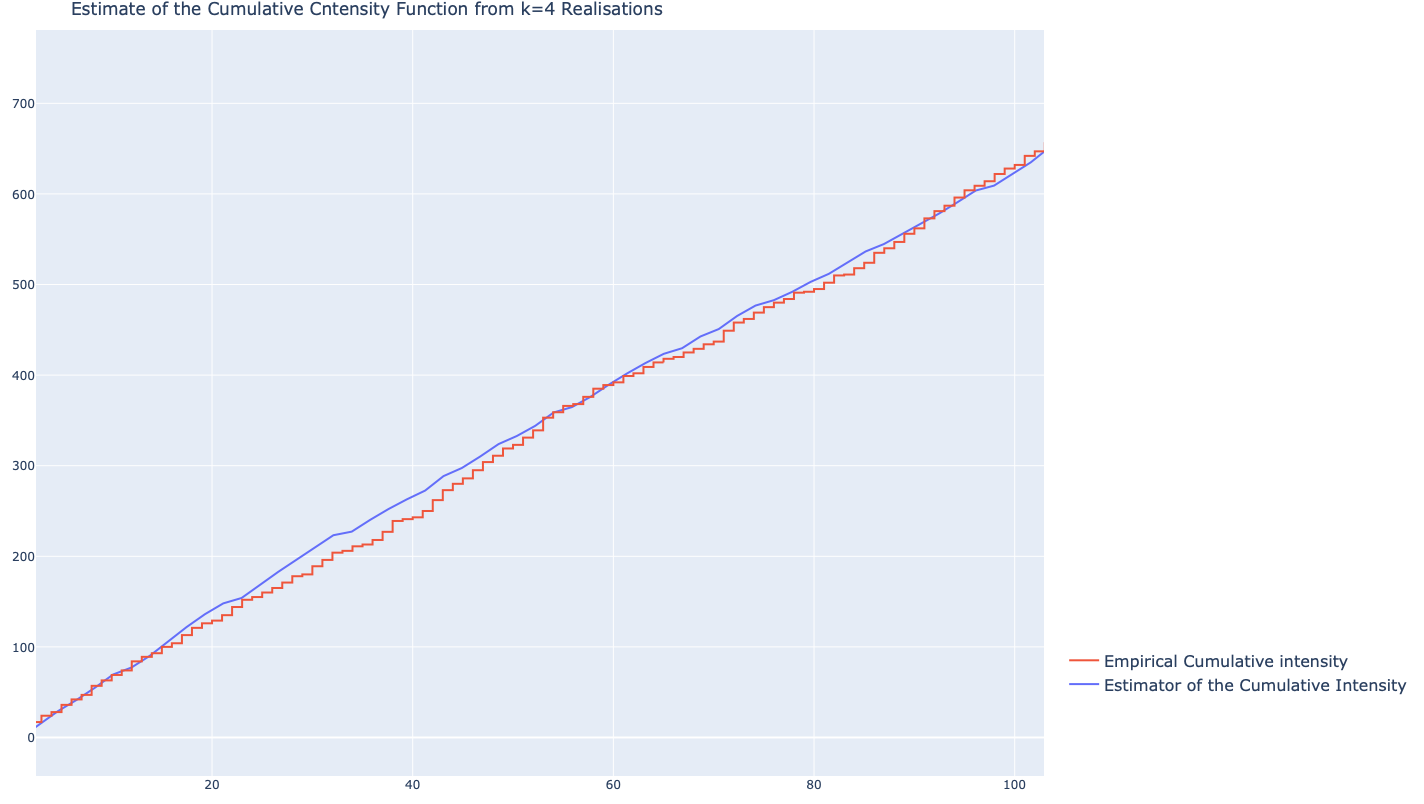 Estimate of the Cumulative Cntensity Function from k=4 Realisations
700
600
500
400
300
200
100
0
20 40 60 80 100
Empirical Cumulative intensity
Estimator of the Cumulative Intensity